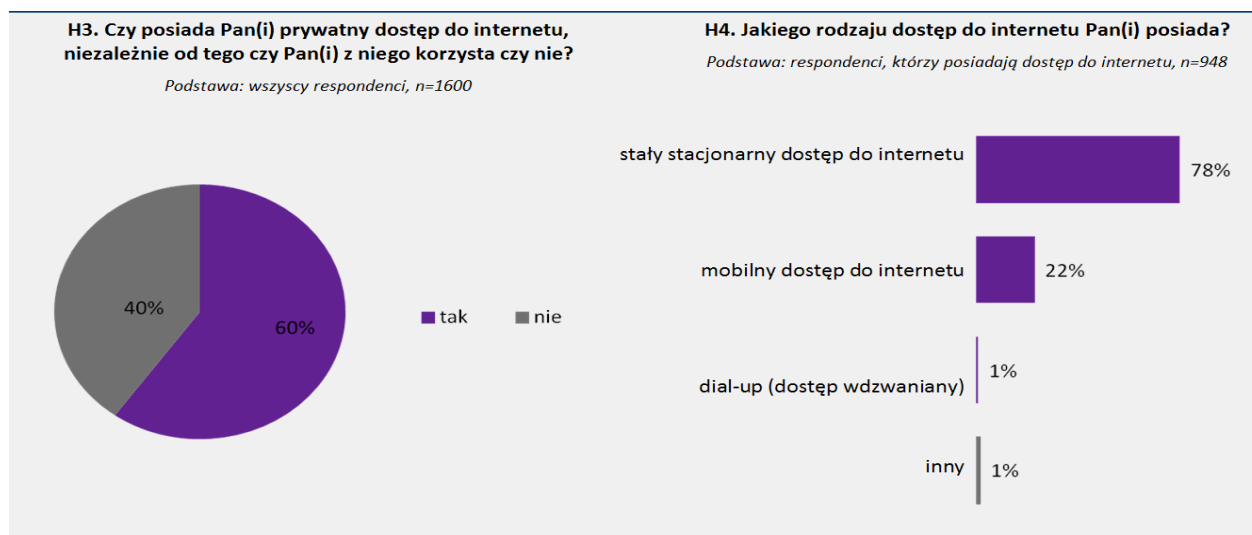 H3. Czy posiada Pan(i) prywatny dostęp do internetu,
niezależnie od tego czy Pan(i) z niego korzysta czy nie?
Podstawa: wszyscy respondenci, n=1600
40%
60%
tak
nie
H4. Jakiego rodzaju dostęp do internetu Pan(i) posiada?
Podstawa: respondenci, którzy posiadają dostęp do internetu, n=948
stały stacjonarny dostęp do internetu
78%
mobilny dostęp do internetu
22%
dial-up (dostęp wdzwaniany)
1%
inny
1%